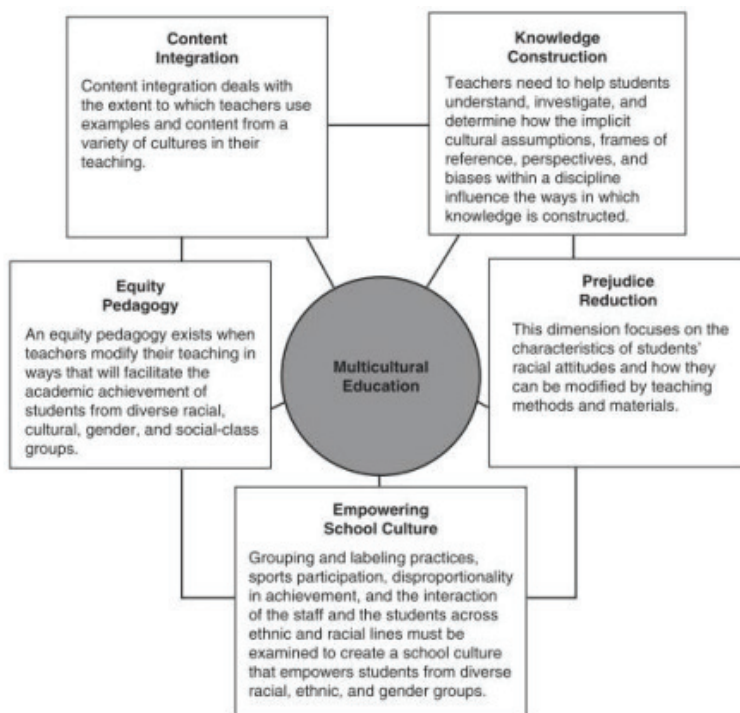 Content
Integration
Content integration deals with
the extent to which teachers use
examples and content from a
variety of cultures in their
teaching.
Knowledge
Construction
Teachers need to help students
understand, investigate, and
determine how the implicit
cultural assumptions, frames of
reference, perspectives, and
biases within a discipline
influence the ways in which
knowledge is constructed.
Equity
Pedagogy
An equity pedagogy exists when
teachers modify their teaching in
ways that will facilitate the
academic achievement of
students from diverse racial,
cultural, gender, and social-class
groups.
Multicultural
Education
Prejudice
Reduction
This dimension focuses on the
characteristics of students'
racial attitudes and how they
can be modified by teaching
methods and materials.
Empowering
School Culture
Grouping and labeling practices,
sports participation, disproportionality
in achievement, and the interaction
of the staff and the students across
ethnic and racial lines must be
examined to create a school culture
that empowers students from diverse
racial, ethnic, and gender groups.